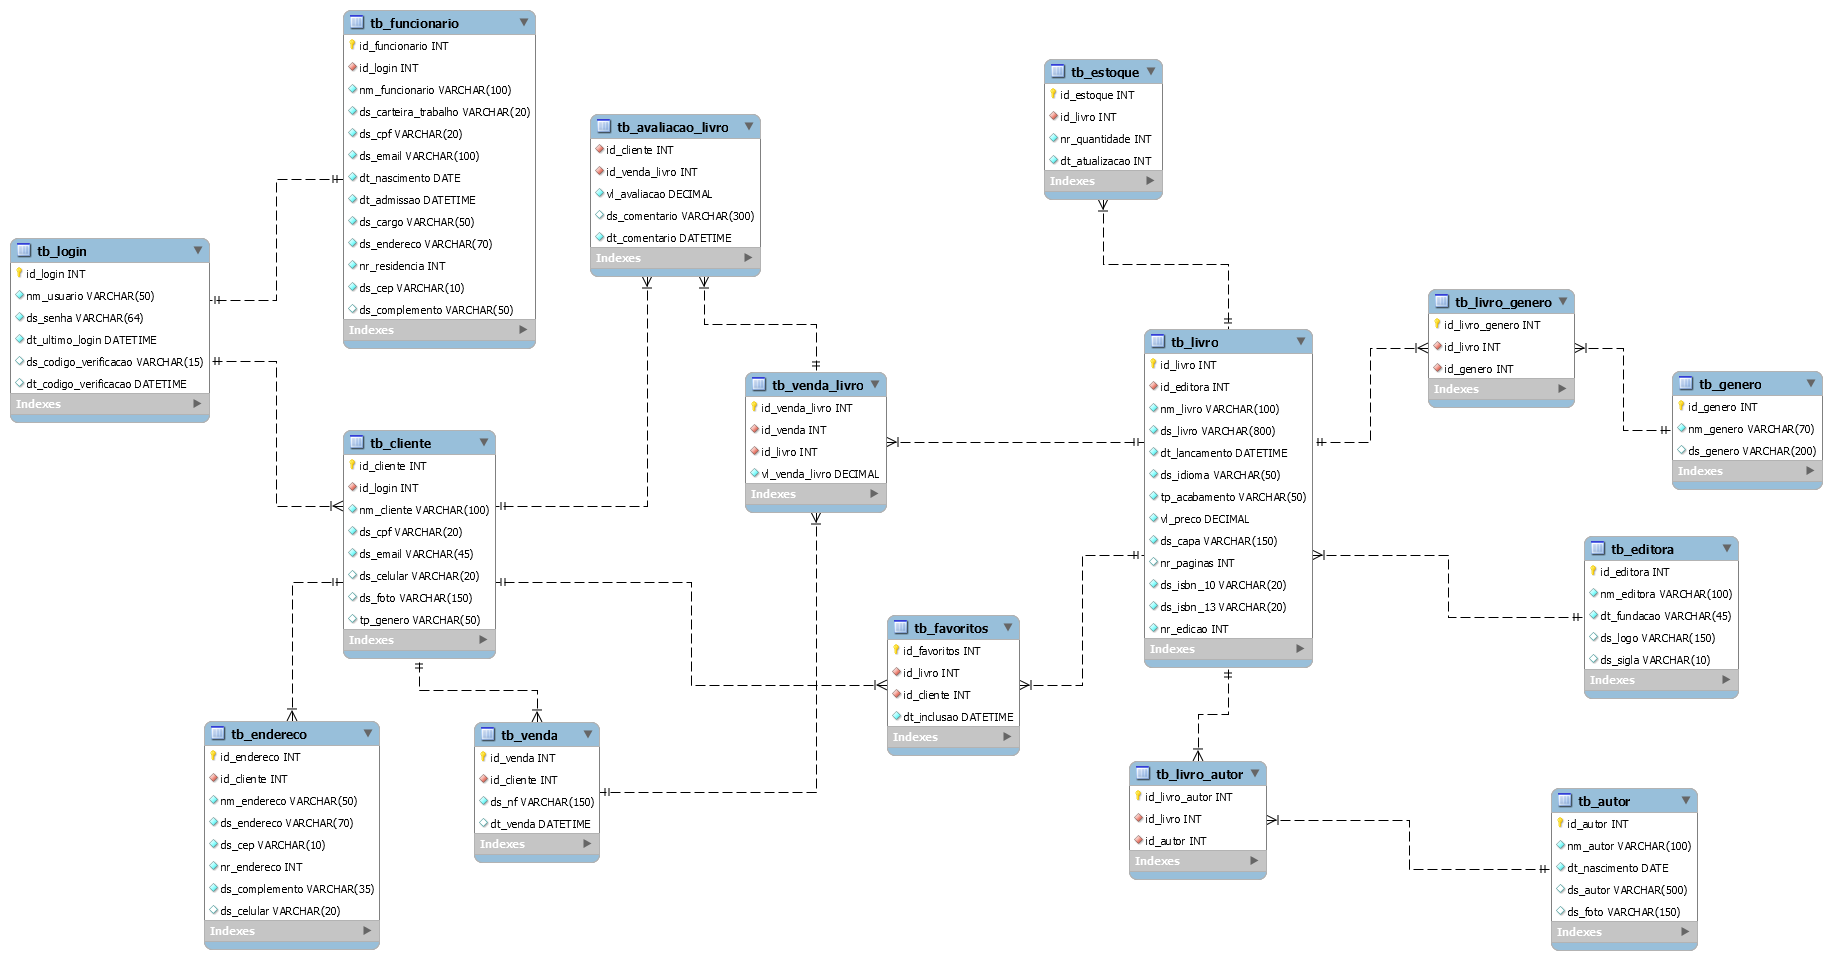 tb_funcionario
id_funcionario INT
id_login INT
nm_funcionario VARCHAR(100)
ds_carteira_trabalho VARCHAR(20)
ds_cpf VARCHAR(20)
ds_email VARCHAR(100)
dt_nascimento DATE
dt_admissao DATETIME
ds_cargo VARCHAR(50)
ds_endereco VARCHAR(70)
nr_residencia INT
ds_cep VARCHAR(10)
ds_complemento VARCHAR(50)
Indexes
tb_login
id_login INT
nm_usuario VARCHAR(50)
ds_senha VARCHAR(64)
dt_ultimo_login DATETIME
ds_codigo_verificacao VARCHAR(15)
dt_codigo_verificacao DATETIME
Indexes
tb_avaliacao_livro
id_cliente INT
id_venda_livro INT
vl_avaliacao DECIMAL
ds_comentario VARCHAR(300)
dt_comentario DATETIME
Indexes
tb_estoque
id_estoque INT
id_livro INT
nr_quantidade INT
dt_atualizacao INT
Indexes
tb_livro_genero
id_livro_genero INT
id_livro INT
id_genero INT
Indexes
tb_genero
id_genero INT
nm_genero VARCHAR(70)
ds_genero VARCHAR(200)
Indexes
tb_livro
id_livro INT
id_editora INT
nm_livro VARCHAR(100)
ds_livro VARCHAR(800)
dt_lancamento DATETIME
ds_idioma VARCHAR(50)
tp_acabamento VARCHAR(50)
vl_preco DECIMAL
ds_capa VARCHAR(150)
nr_paginas INT
ds_isbn_10 VARCHAR(20)
ds_isbn_13 VARCHAR(20)
nr_edicao INT
Indexes
tb_venda_livro
id_venda_livro INT
id_venda INT
id_livro INT
vl_venda_livro DECIMAL
Indexes
tb_cliente
id_cliente INT
id_login INT
nm_cliente VARCHAR(100)
ds_cpf VARCHAR(20)
ds_email VARCHAR(45)
ds_celular VARCHAR(20)
ds_foto VARCHAR(150)
tp_genero VARCHAR(50)
Indexes
tb_editora
id_editora INT
nm_editora VARCHAR(100)
dt_fundacao VARCHAR(45)
ds_logo VARCHAR(150)
ds_sigla VARCHAR(10)
Indexes
tb_favoritos
id_favoritos INT
id_livro INT
id_cliente INT
dt_inclusao DATETIME
Indexes
tb_endereco
id_endereco INT
id_cliente INT
nm_endereco VARCHAR(50)
ds_endereco VARCHAR(70)
ds_cep VARCHAR(10)
nr_endereco INT
ds_complemento VARCHAR(35)
ds_celular VARCHAR(20)
Indexes
tb_venda
id_venda INT
id_cliente INT
ds_nf VARCHAR(150)
dt_venda DATETIME
Indexes
tb_livro_autor
id_livro_autor INT
id_livro INT
id_autor INT
Indexes
tb_autor
id_autor INT
nm_autor VARCHAR(100)
dt_nascimento DATE
ds_autor VARCHAR(500)
ds_foto VARCHAR(150)
Indexes